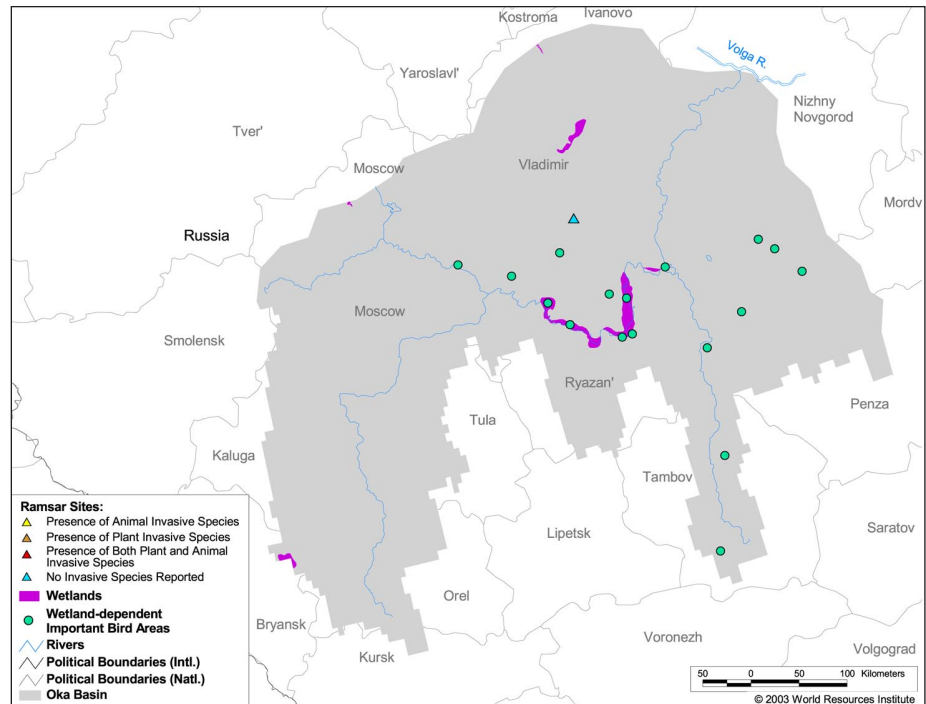 Kostroma
Ivanovo
Volga R.
Yaroslavl'
Nizhny
Novgorod
Tver'
Vladimir
Moscow
Mordv
Russia
Moscow
Smolensk
Ryazan'
Penza
Tula
Kaluga
Tambov
Saratov
Lipetsk
Orel
Bryansk
Voronezh
Volgograd
Kursk
Ramsar Sites:
Presence of Animal Invasive Species
Presence of Plant Invasive Species
Presence of Both Plant and Animal
Invasive Species
No Invasive Species Reported
Wetlands
Wetland-dependent
Important Bird Areas
Rivers
Political Boundaries (Intl.)
Political Boundaries (Natl.)
Oka Basin
50 0 50 100 Kilometers
© 2003 World Resources Institute